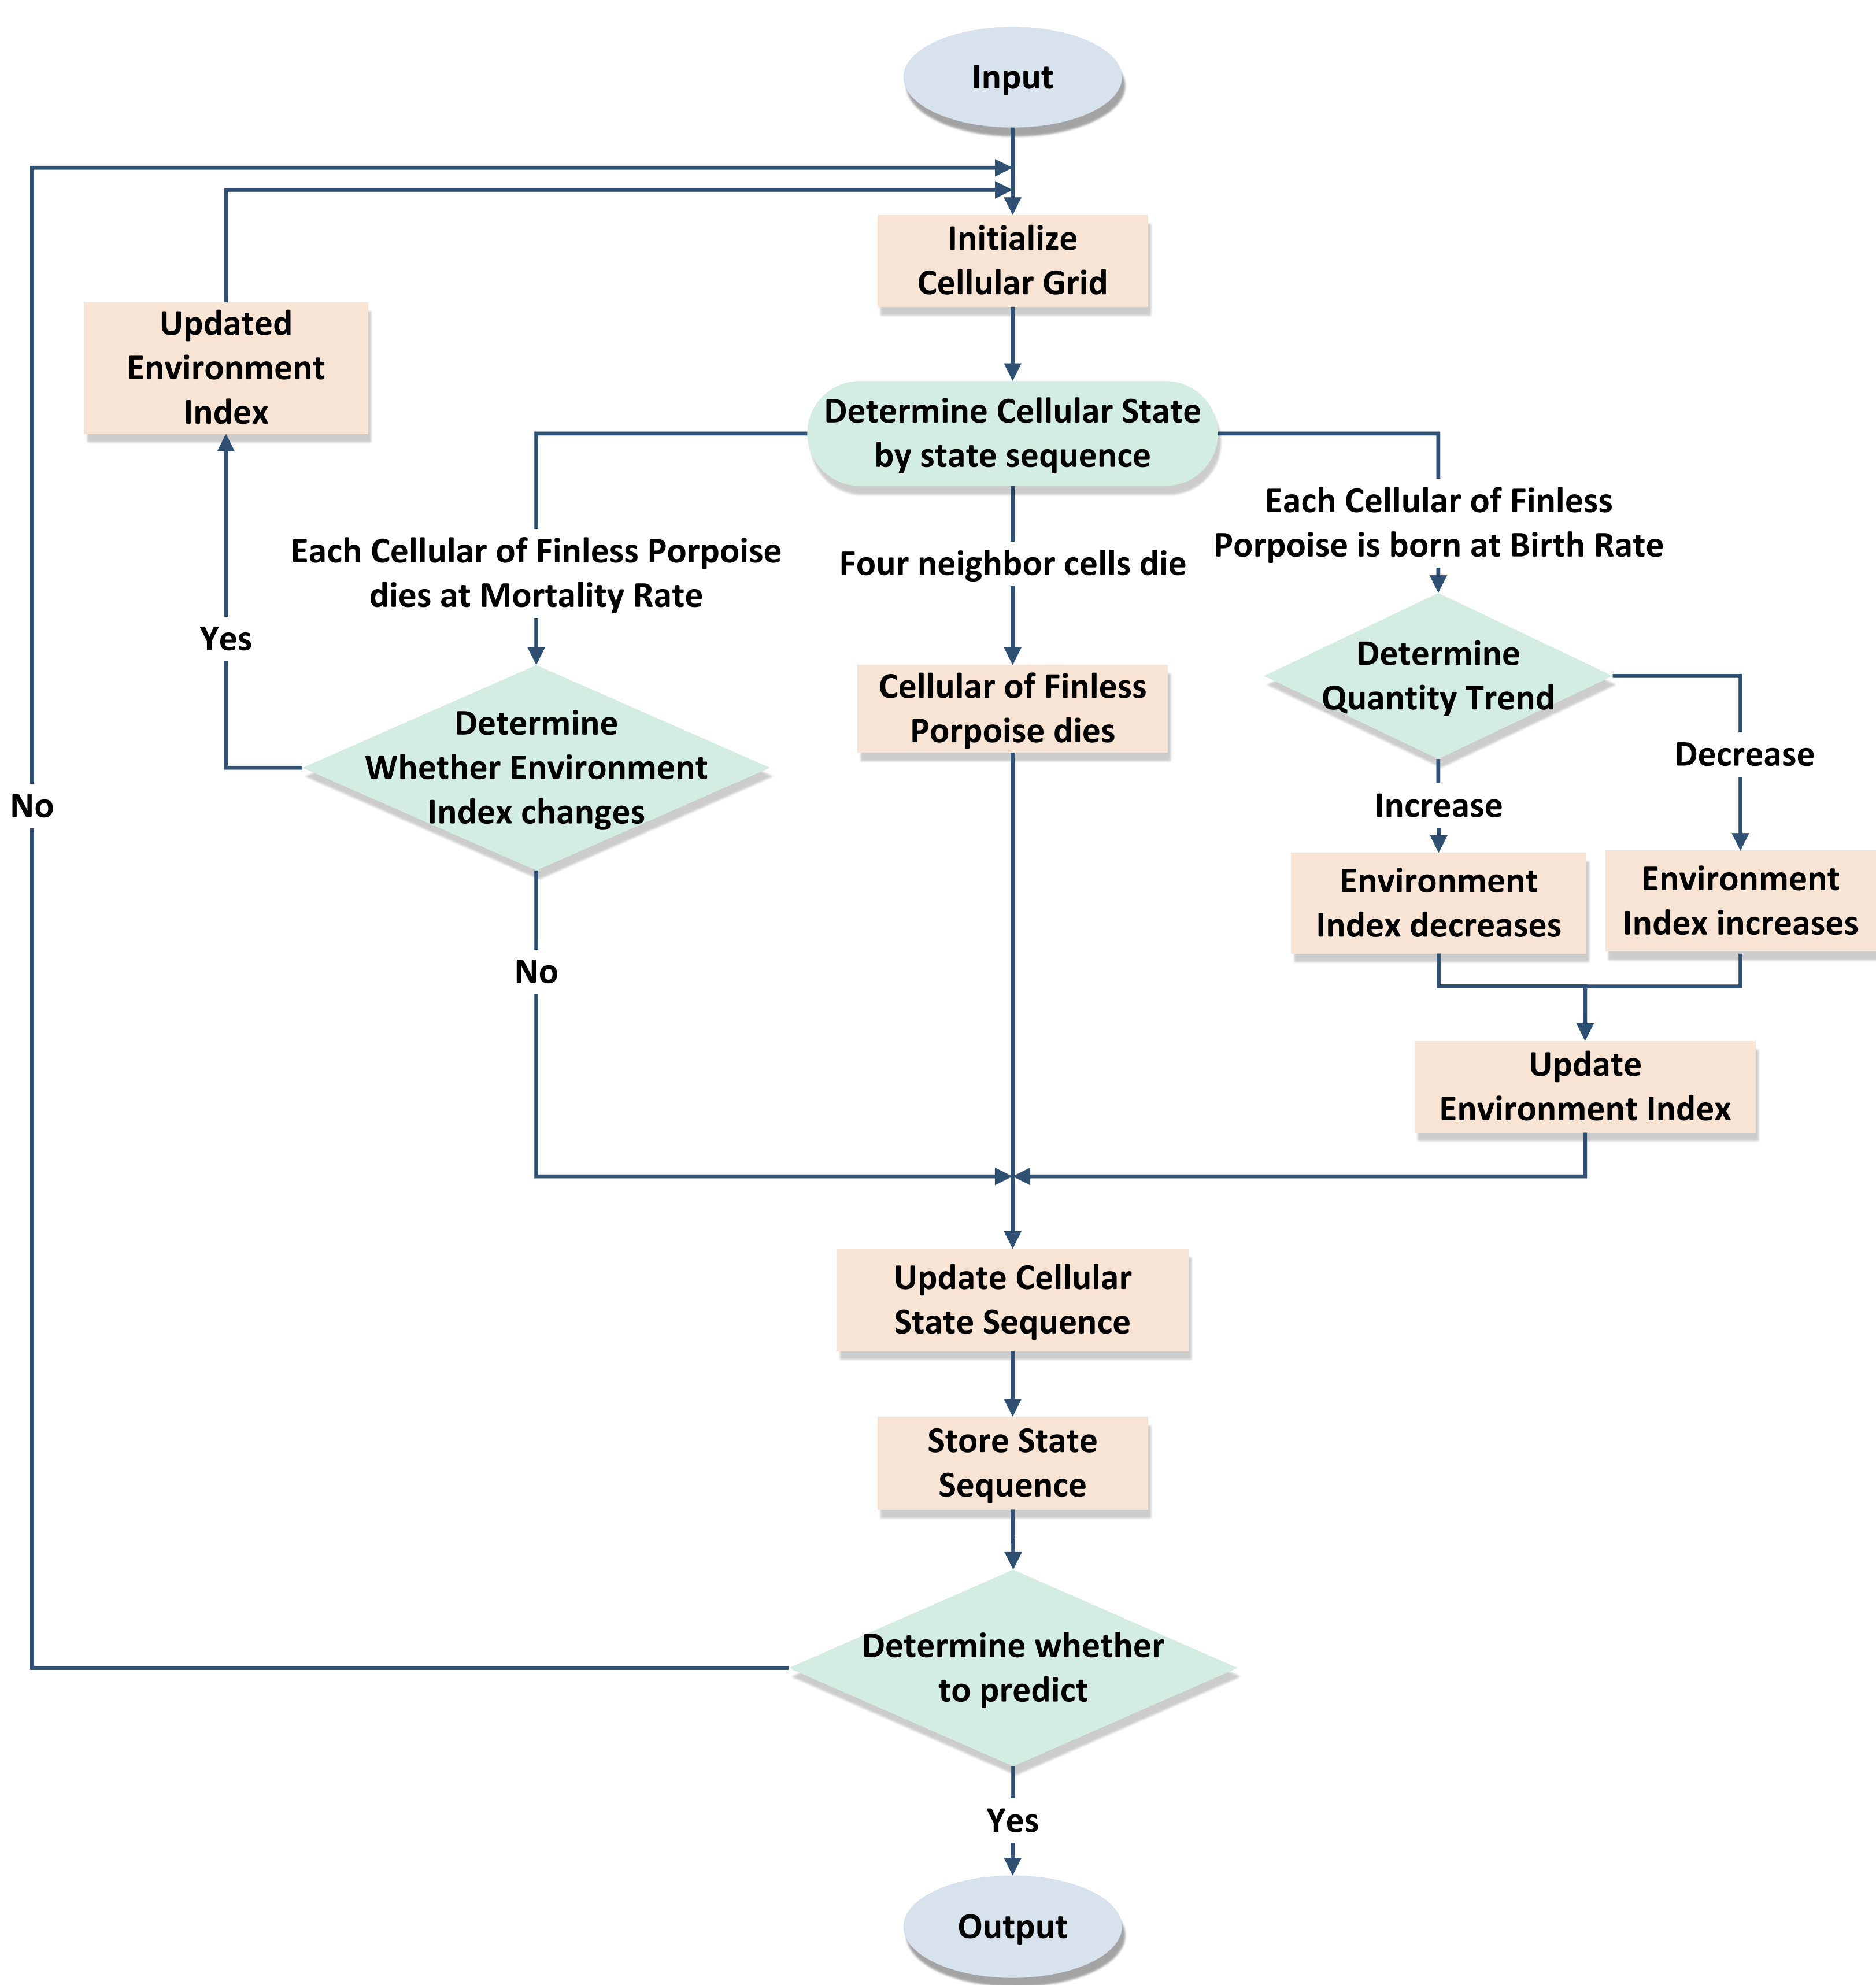 Input
Initialize
Cellular Grid
Updated
Environment
Index
Determine Cellular State
by state sequence
Each Cellular of Finless Porpoise
dies at Mortality Rate
Four neighbor cells die
Each Cellular of Finless
Porpoise is born at Birth Rate
Yes
Determine
Whether Environment
Index changes
Cellular of Finless
Porpoise dies
Determine
Quantity Trend
Decrease
Increase
No
Environment
Index decreases
Environment
Index increases
No
Update
Environment Index
Update Cellular
State Sequence
Store State
Sequence
Determine whether
to predict
Yes
Output